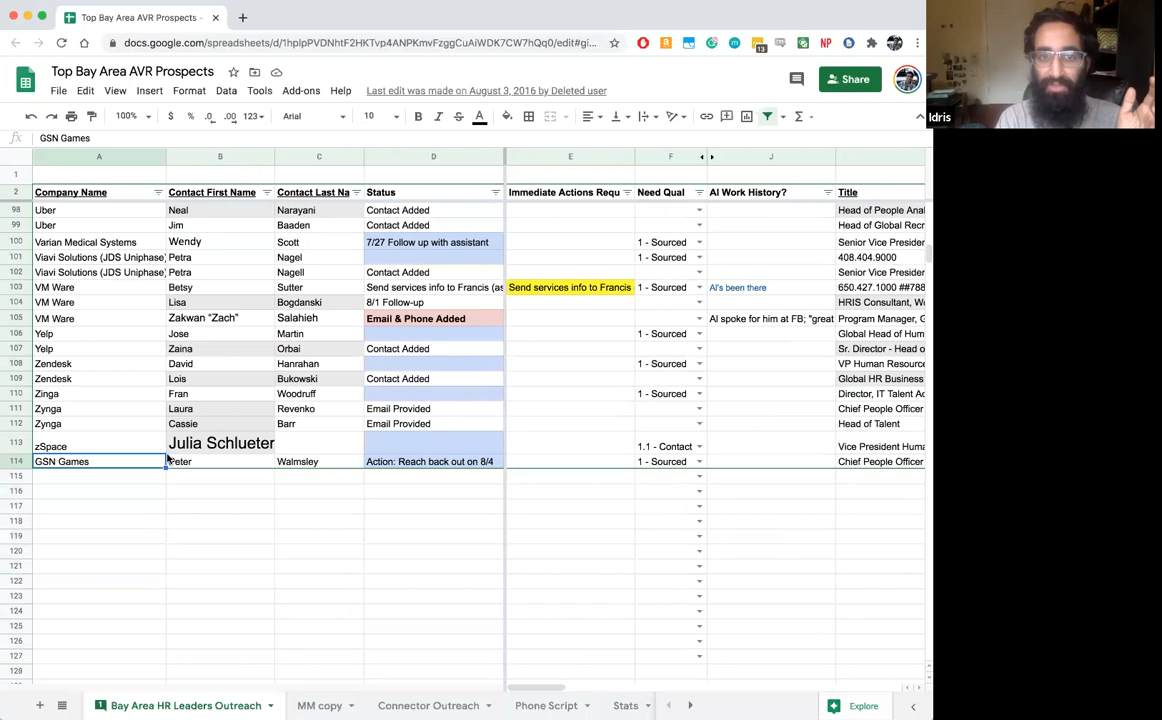 Top Bay Area AVR Prospects -
docs.google.com/spreadsheets/d/1hplpPVDNhtF2HKTvp4ANPKmvFzggCuAiWDK7CW7hQq0/edit#gi...
13
NP
Top Bay Area AVR Prospects
File Edit View Insert Format Data Tools Add-ons Help Last edit was made on August 3, 2016 by Deleted user
Share
Idris
100% $ % .0 .00 123 Arial 10 B I S A
fx GSN Games
A B C D E F J
1
2 Company Name Contact First Name Contact Last Na Status Immediate Actions Requ Need Qual AI Work History? Title
98 Uber Neal Narayani Contact Added Head of People Anal
99 Uber Jim Baaden Contact Added Head of Global Recr
100 Varian Medical Systems Wendy Scott 7/27 Follow up with assistant 1 - Sourced Senior Vice Presider
101 Viavi Solutions (JDS Uniphase) Petra Nagel 1 - Sourced 408.404.9000
102 Viavi Solutions (JDS Uniphase) Petra Nagell Contact Added Senior Vice Presider
103 VM Ware Betsy Sutter Send services info to Francis (as Send services info to Francis 1 - Sourced Al's been there 650.427.1000 ##788
104 VM Ware Lisa Bogdanski 8/1 Follow-up HRIS Consultant, W
105 VM Ware Zakwan “Zach” Salahieh Email & Phone Added Al spoke for him at FB; "great Program Manager, G
106 Yelp Jose Martin 1 - Sourced Global Head of Hum
107 Yelp Zaina Orbai Contact Added Sr. Director - Head o
108 Zendesk David Hanrahan 1 - Sourced VP Human Resource
109 Zendesk Lois Bukowski Contact Added Global HR Business
110 Zinga Fran Woodruff 1 - Sourced Director, IT Talent Ac
111 Zynga Laura Revenko Email Provided Chief People Officer
112 Zynga Cassie Barr Email Provided Head of Talent
113 zSpace Julia Schlueter 1.1 - Contact Vice President Huma
114 GSN Games Peter Walmsley Action: Reach back out on 8/4 1 - Sourced Chief People Officer
115
116
117
118
119
120
121
122
123
124
125
126
127
128
1 Bay Area HR Leaders Outreach MM copy Connector Outreach Phone Script Stats Explore